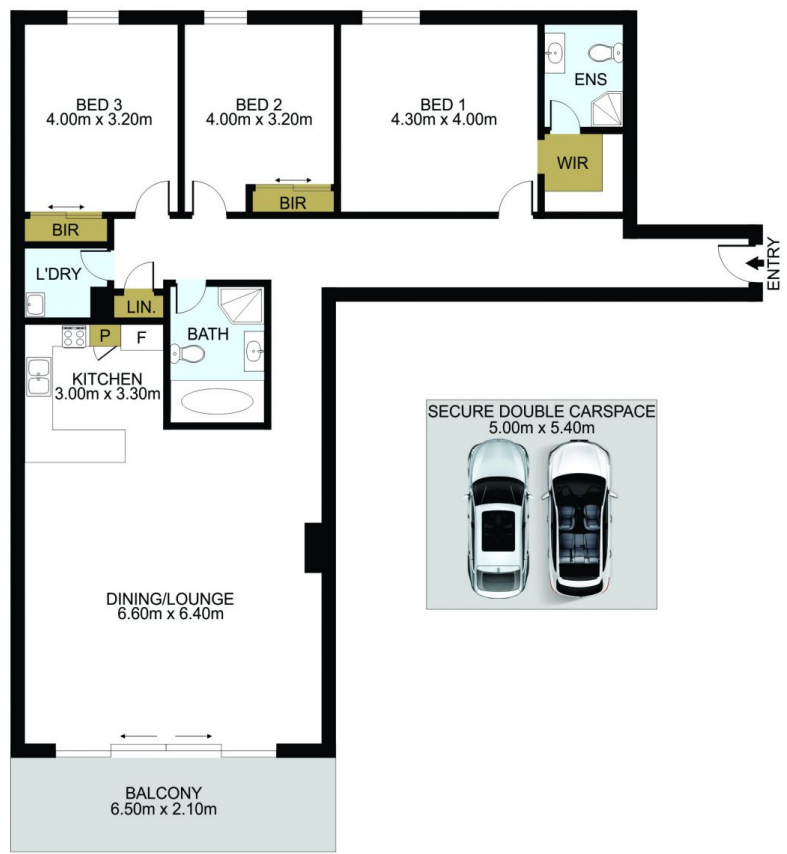 BED 3
4.00m x 3.20m
BED 2
4.00m x 3.20m
BED 1
4.30m x 4.00m
ENS
WIR
BIR
BIR
L'DRY
LIN.
ENTRY
BATH
P
F
KITCHEN
3.00m x 3.30m
SECURE DOUBLE CARSPACE
5.00m x 5.40m
DINING/LOUNGE
6.60m x 6.40m
BALCONY
6.50m x 2.10m